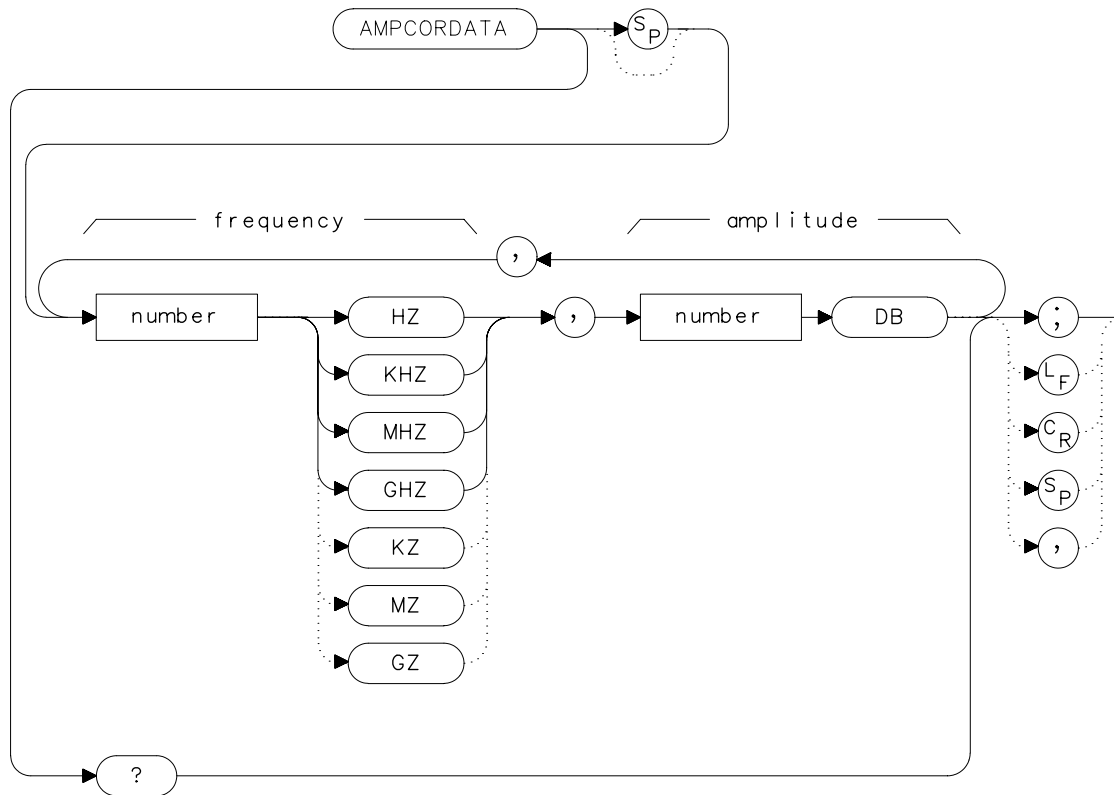 AMPCORDATA
SP
frequency
amplitude
,
number
HZ
,
number
DB
;
KHZ
LF
MHZ
CR
GHZ
SP
KZ
,
MZ
GZ
?